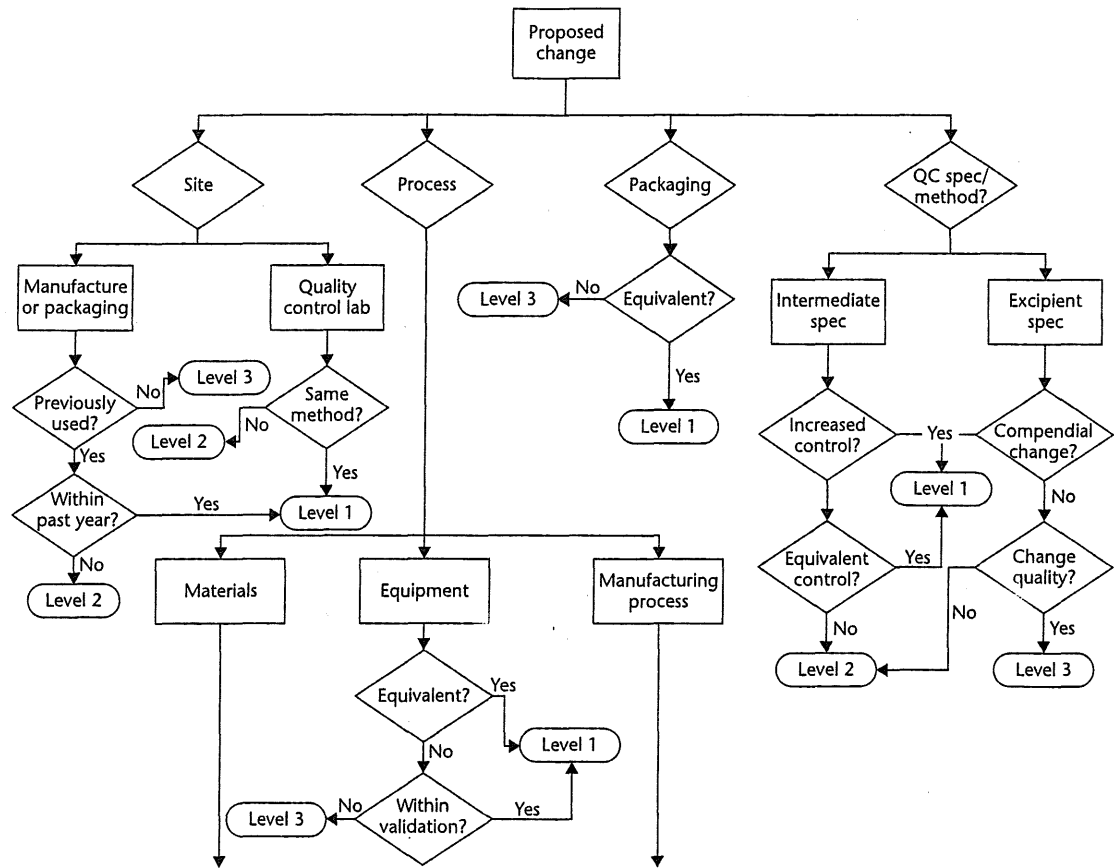 Proposed
change
Site
Process
Packaging
QC spec/
method?
Manufacture
or packaging
Quality
control lab
Level 3
No
Equivalent?
Intermediate
spec
Excipient
spec
Yes
Level 1
Previously
used?
No
Level 3
Same
method?
No
Level 2
Yes
Yes
Within
past year?
Yes
Level 1
No
Level 2
Increased
control?
Yes
Compendial
change?
Level 1
No
Equivalent
control?
Yes
Change
quality?
No
No
Yes
Level 2
Level 3
Materials
Equipment
Manufacturing
process
Equivalent?
Yes
Level 1
No
Level 3
No
Within
validation?
Yes